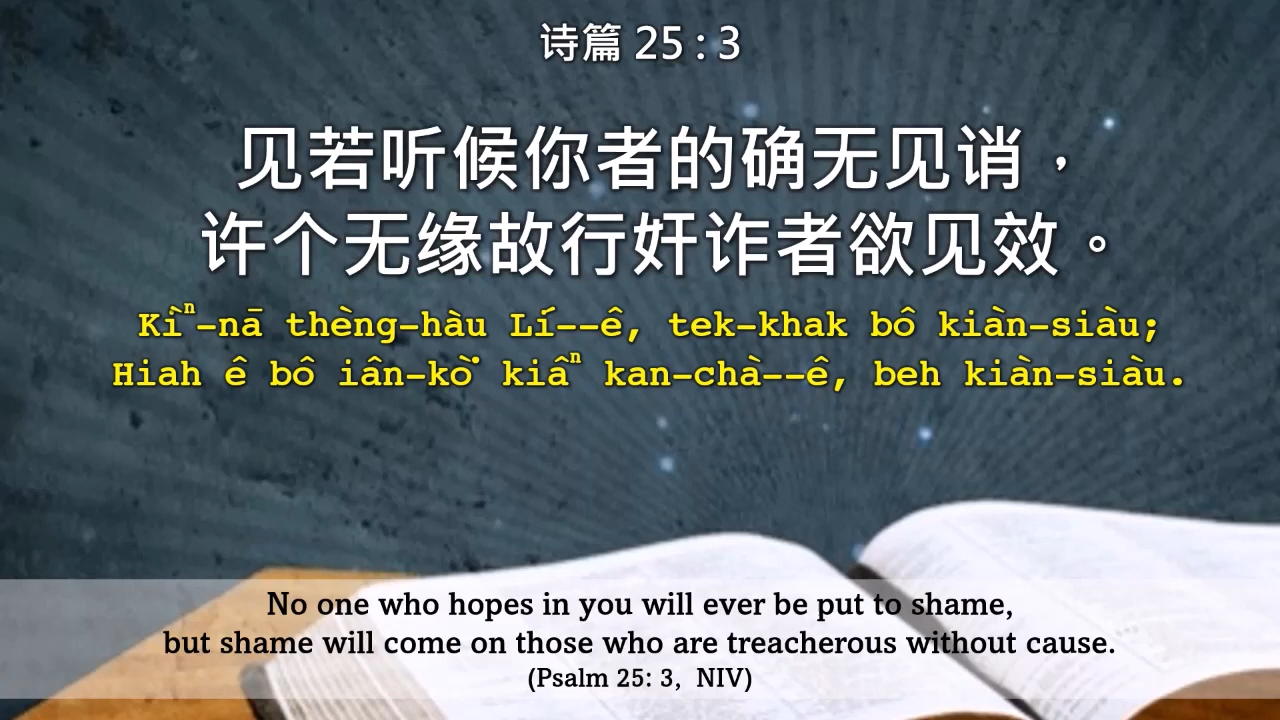 诗篇 25 : 3
见若听候你者的确无见诮，
许个无缘故行奸诈者欲见效。
Kìⁿ-nā thèng-hàu Lí--ê, tek-khak bô kiàn-siàu;
Hiah ê bô iân-kò͘ kiâⁿ kan-chà--ê, beh kiàn-siàu.
No one who hopes in you will ever be put to shame,
but shame will come on those who are treacherous without cause.
(Psalm 25: 3, NIV)